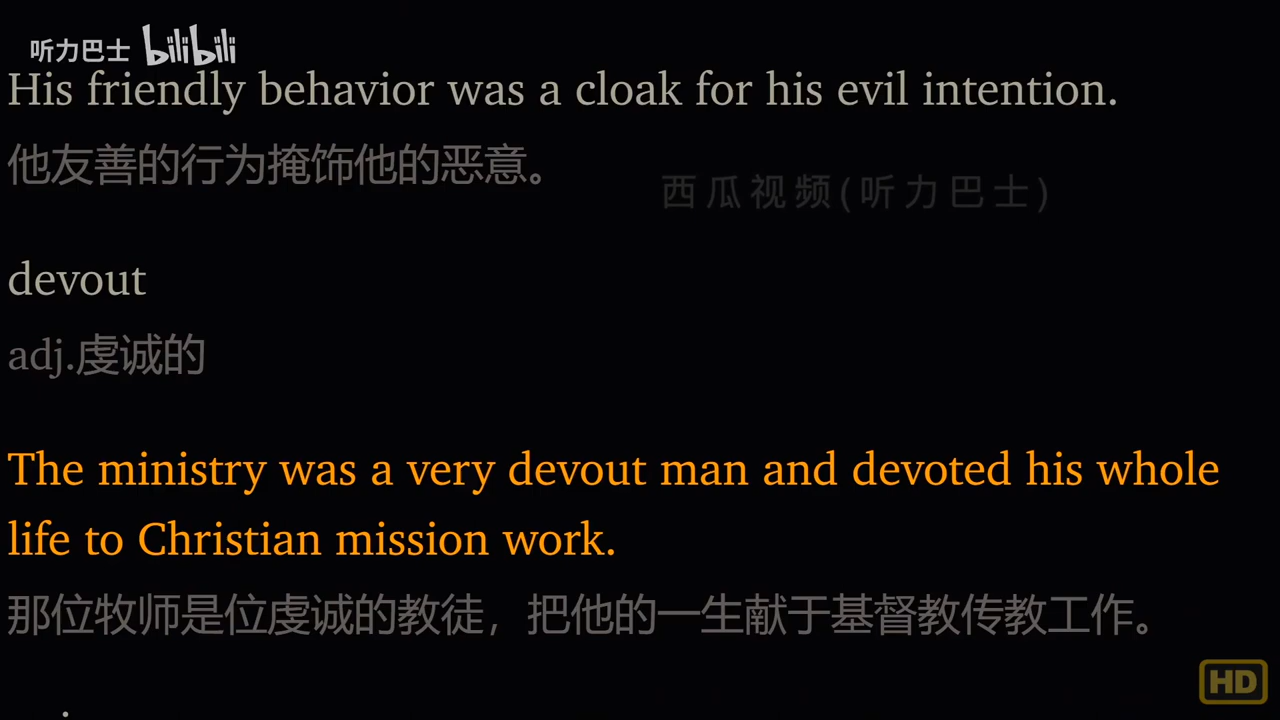 听力巴士 bilibili
His friendly behavior was a cloak for his evil intention.
他友善的行为掩饰他的恶意。
西瓜视频(听力巴士)
devout
adj.虔诚的
The ministry was a very devout man and devoted his whole
life to Christian mission work.
那位牧师是位虔诚的教徒，把他的一生献于基督教传教工作。
HD